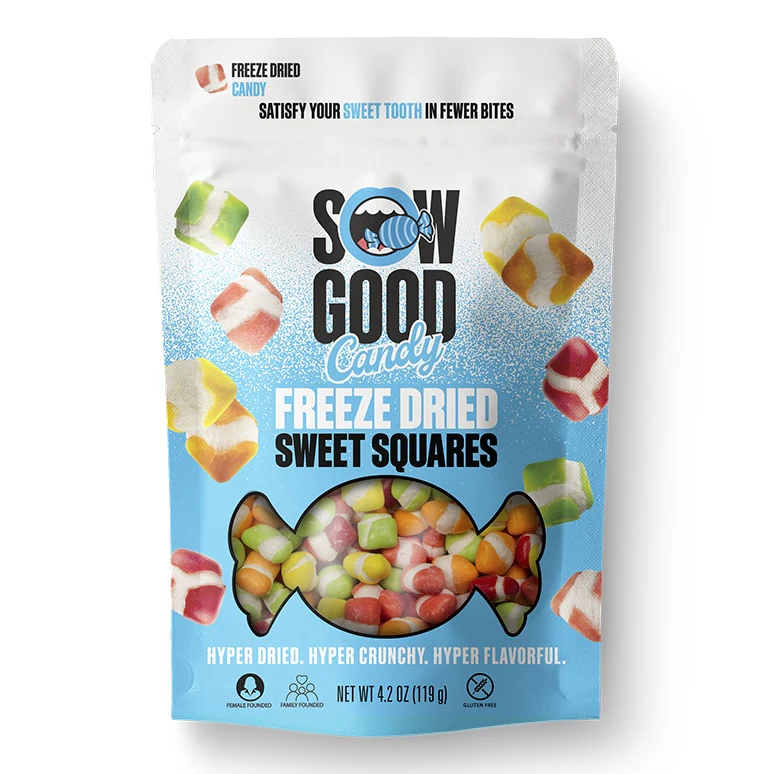 FREEZE DRIED
CANDY
SATISFY YOUR SWEET TOOTH IN FEWER BITES
SOW
GOOD
Candy
FREEZE DRIED
SWEET SQUARES
HYPER DRIED. HYPER CRUNCHY. HYPER FLAVORFUL.
FEMALE FOUNDED
FAMILY FOUNDED
NET WT 4.2 OZ (119 g)
GLUTEN FREE